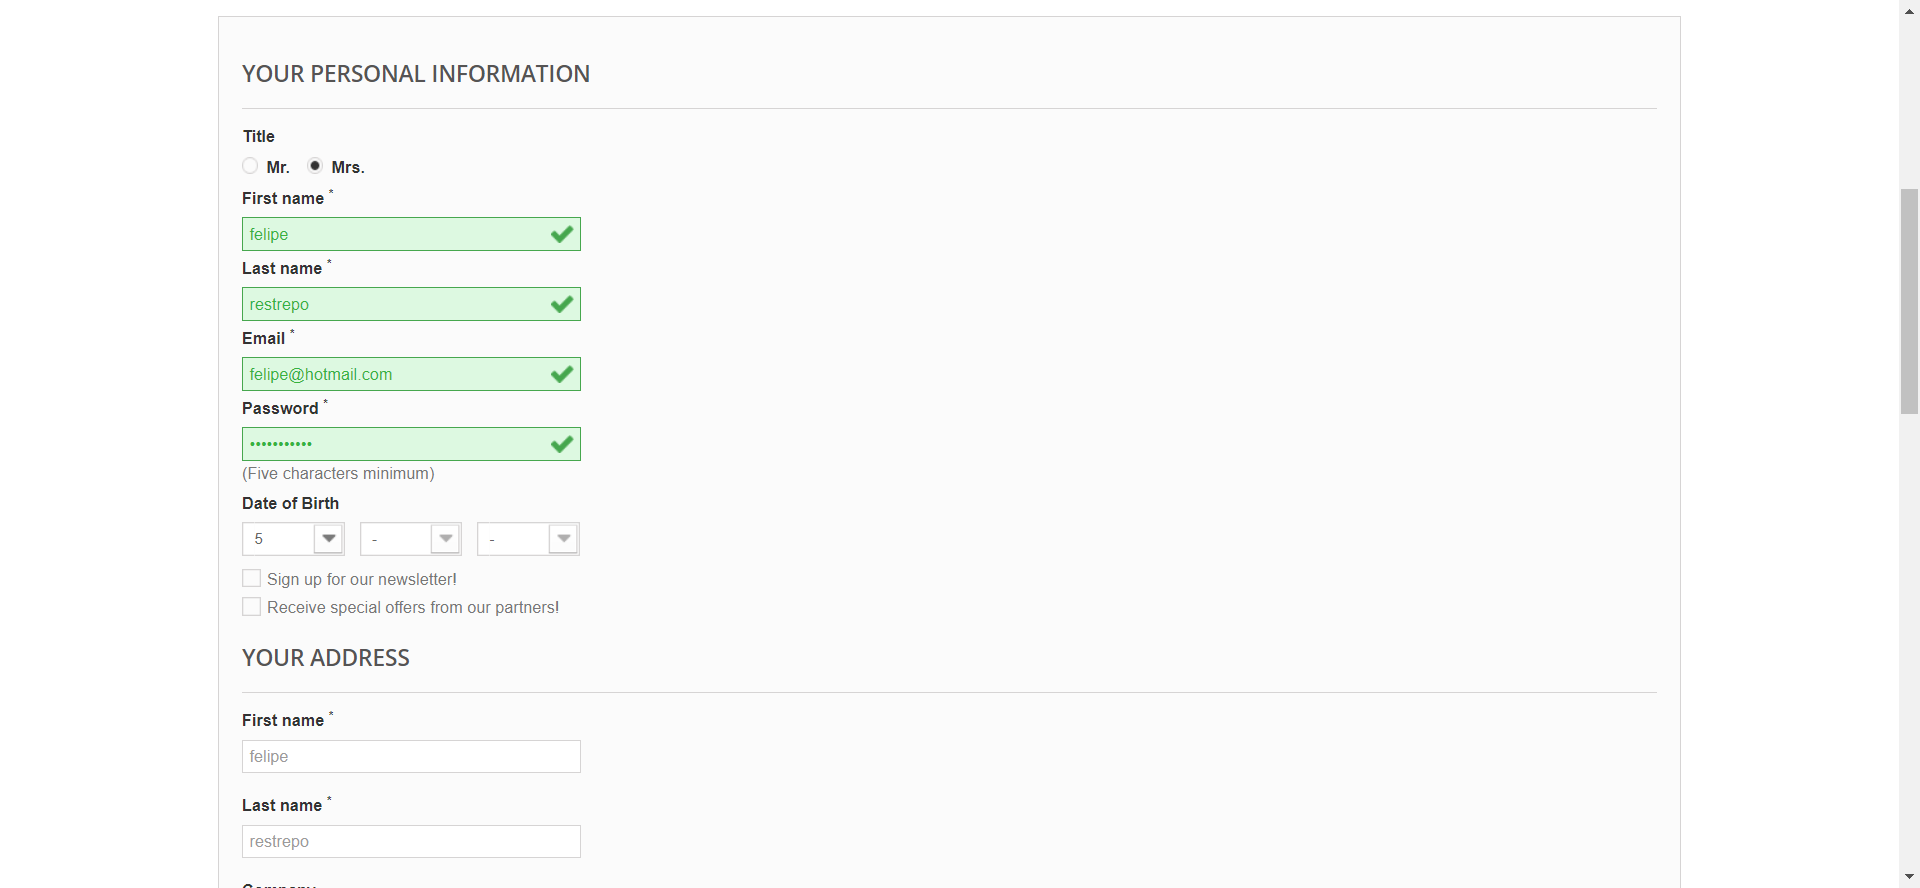 YOUR PERSONAL INFORMATION
Title
Mr. Mrs.
First name *
felipe
Last name *
restrepo
Email *
felipe@hotmail.com
Password *
•••••••••••
(Five characters minimum)
Date of Birth
5 - -
Sign up for our newsletter!
Receive special offers from our partners!
YOUR ADDRESS
First name *
felipe
Last name *
restrepo